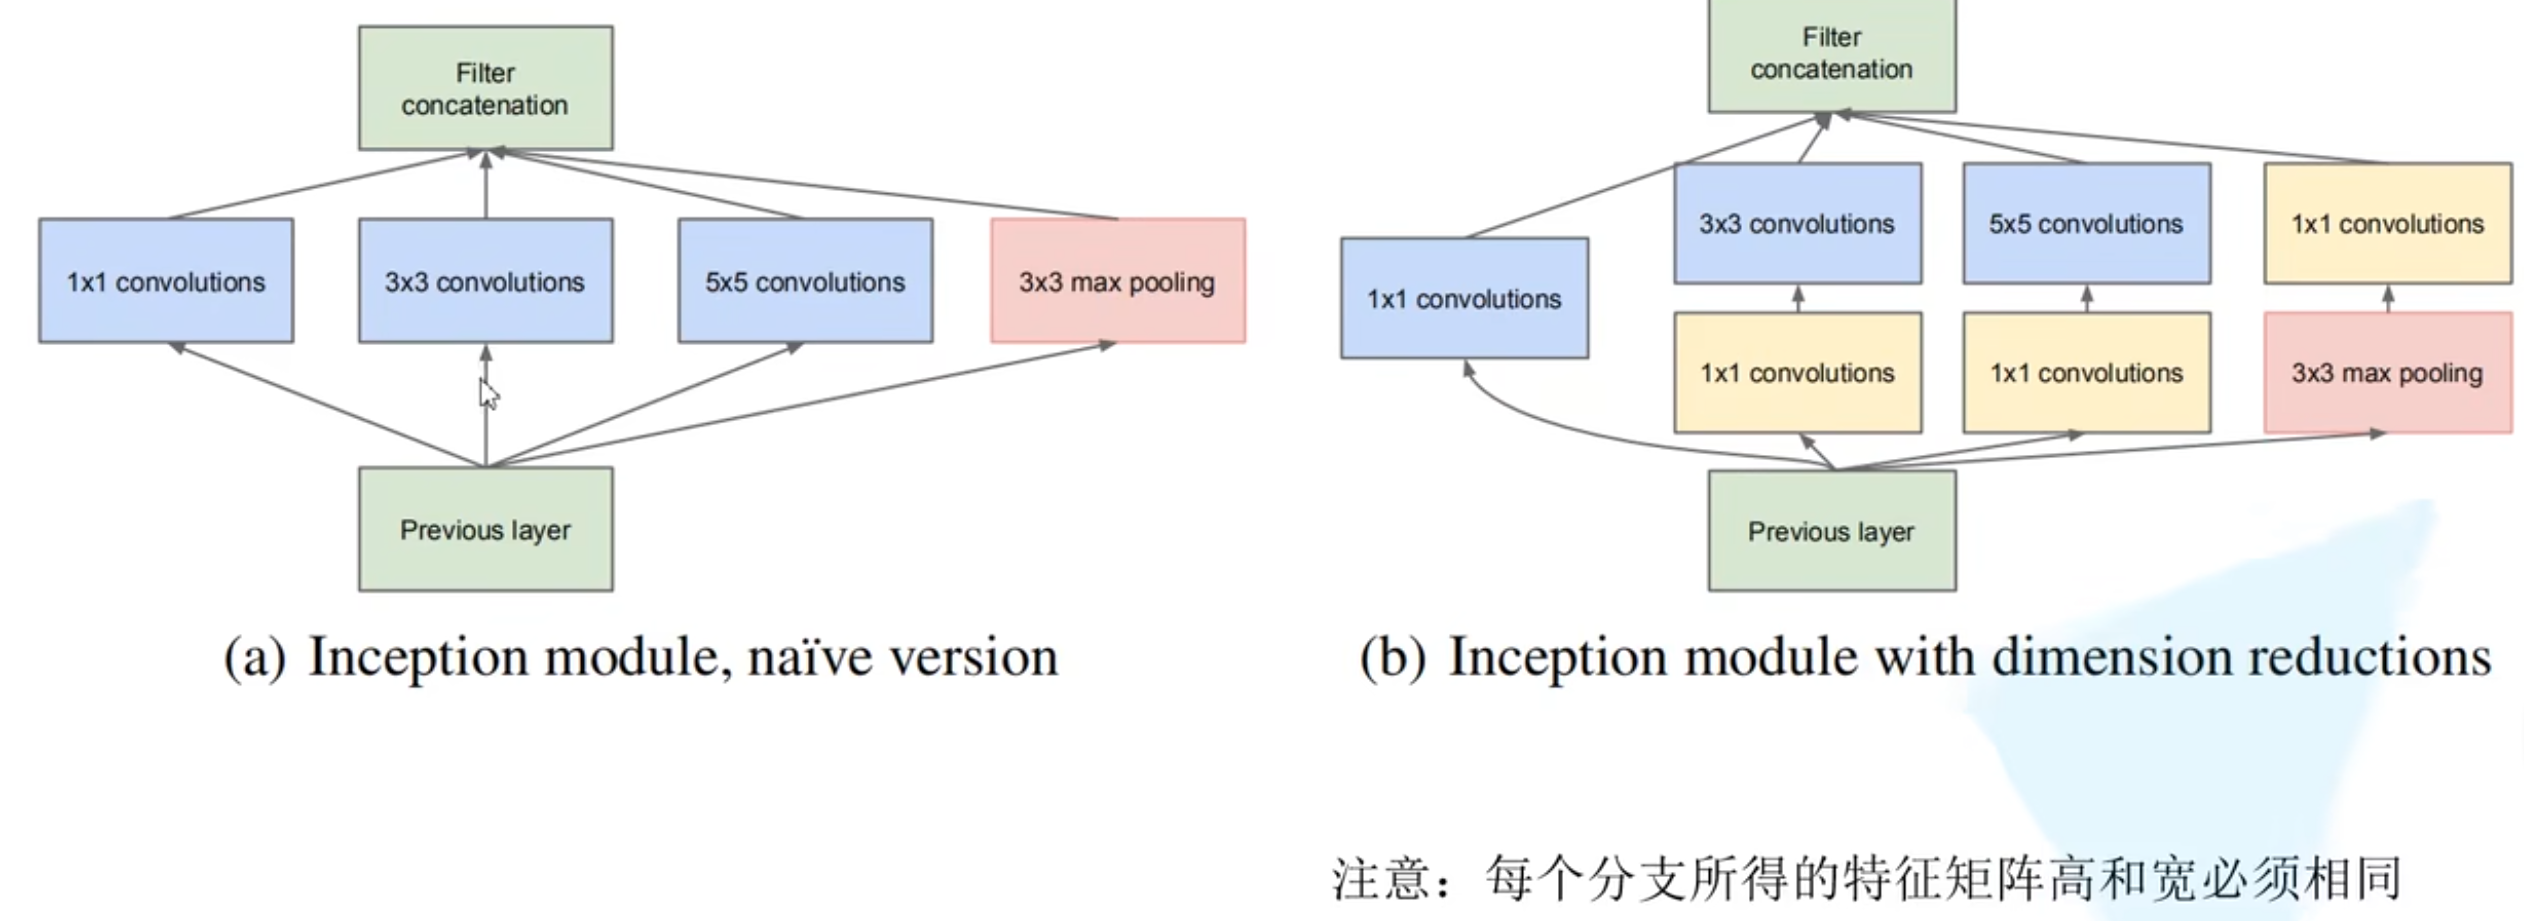 Filter
concatenation
1x1 convolutions
3x3 convolutions
5x5 convolutions
3x3 max pooling
Previous layer
(a) Inception module, naïve version
Filter
concatenation
3x3 convolutions
5x5 convolutions
1x1 convolutions
1x1 convolutions
1x1 convolutions
1x1 convolutions
3x3 max pooling
Previous layer
(b) Inception module with dimension reductions
注意：每个分支所得的特征矩阵高和宽必须相同